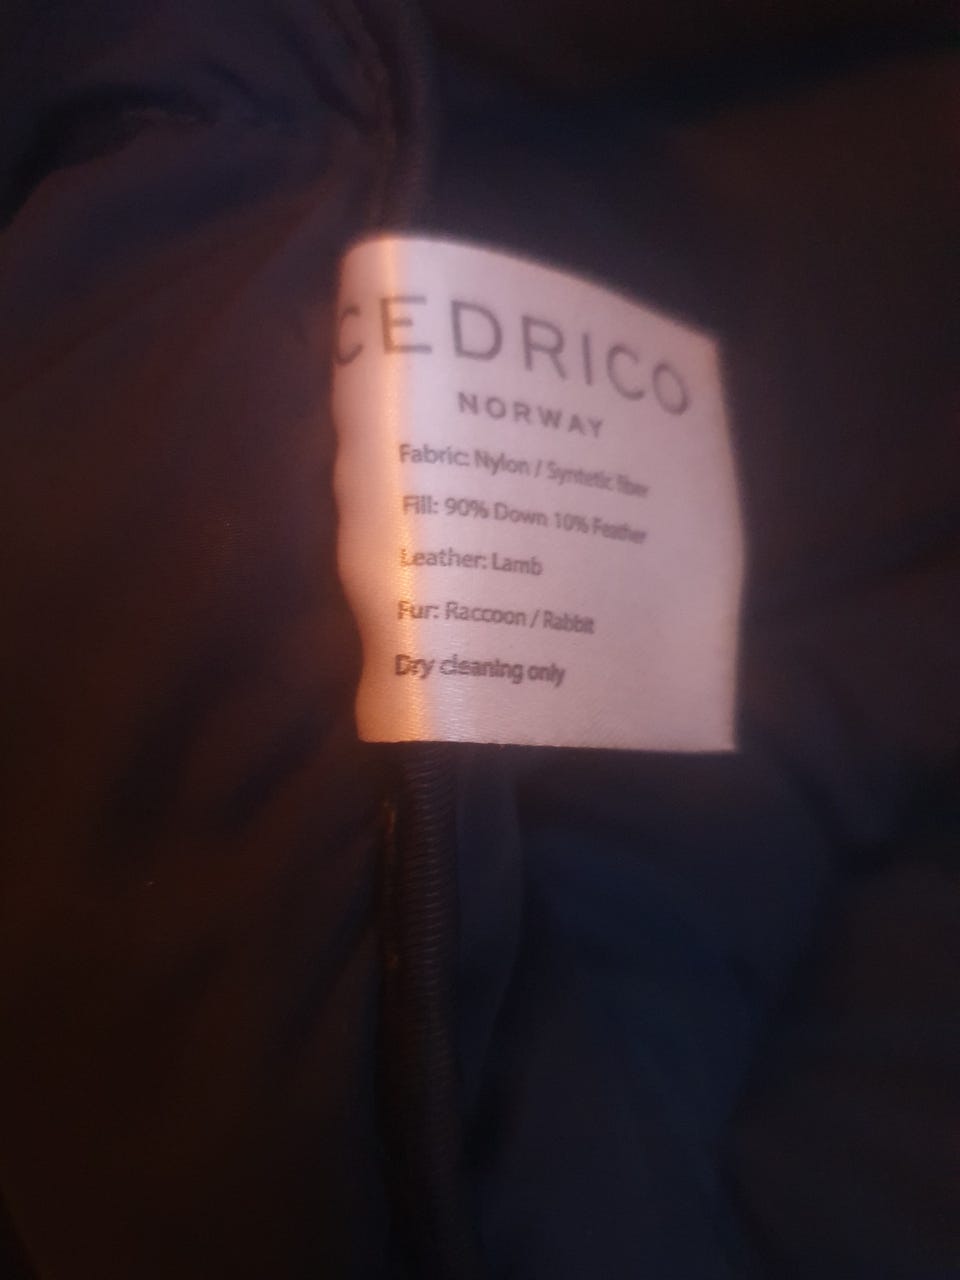 CEDRICO
NORWAY
Fabric: Nylon / Syntetic fiber
Fill: 90% Down 10% Feather
Leather: Lamb
Fur: Raccoon / Rabbit
Dry cleaning only